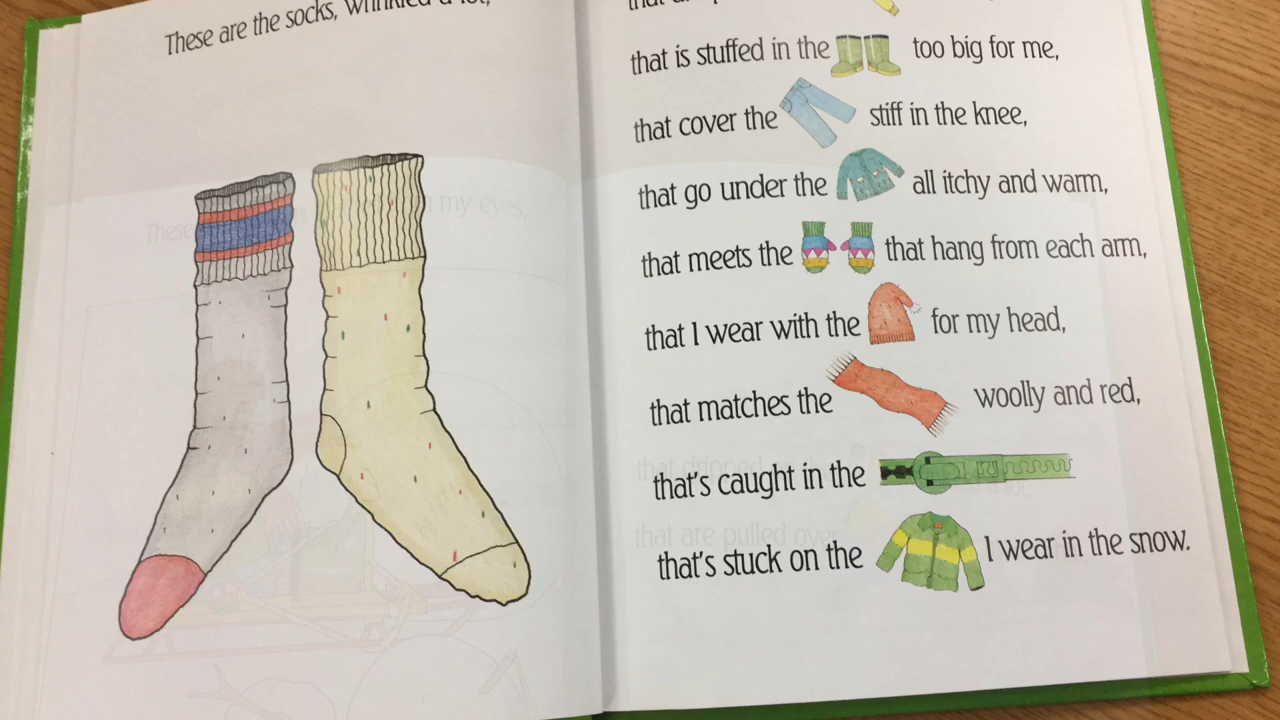 These are the socks, wrinkled a lot,
that is stuffed in the too big for me,
that cover the stiff in the knee,
that go under the all itchy and warm,
that meets the that hang from each arm,
that I wear with the for my head,
that matches the woolly and red,
that's caught in the
that's stuck on the I wear in the snow.